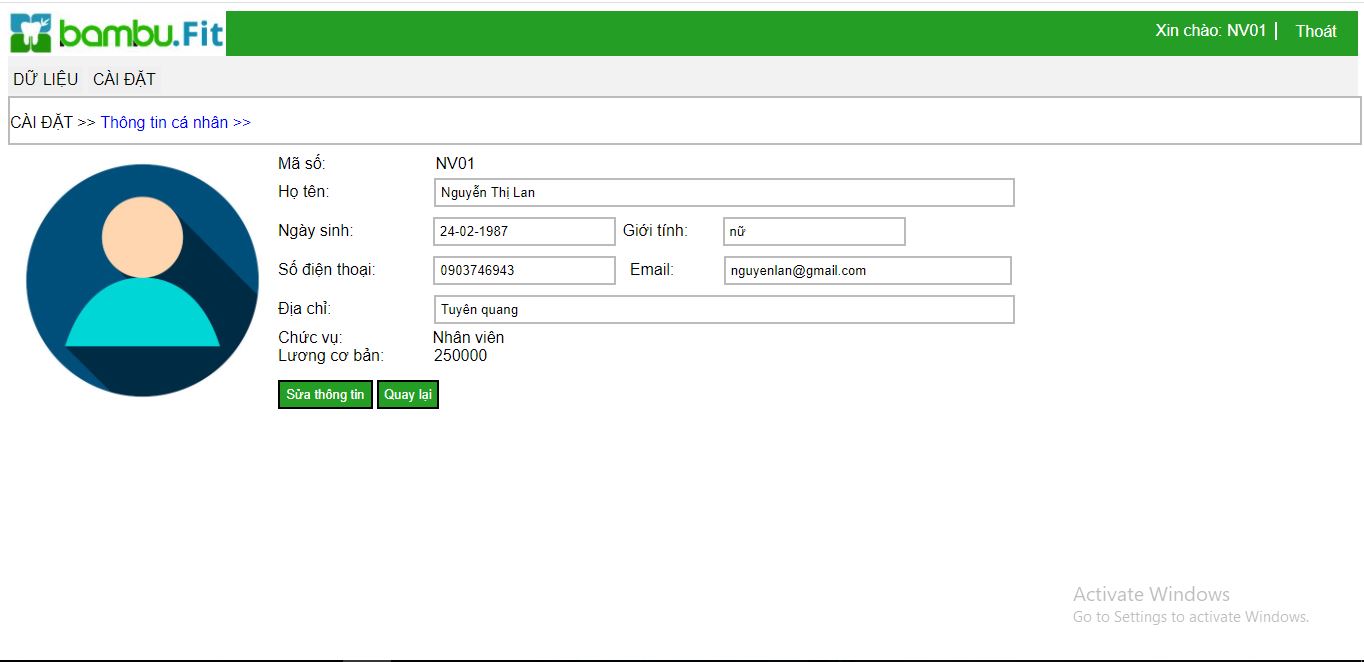 bambu.Fit
Xin chào: NV01 | Thoát
DỮ LIỆU CÀI ĐẶT
CÀI ĐẶT >> Thông tin cá nhân >>
Mã số: NV01
Họ tên: Nguyễn Thị Lan
Ngày sinh: 24-02-1987 Giới tính: nữ
Số điện thoại: 0903746943 Email: nguyenlan@gmail.com
Địa chỉ: Tuyên quang
Chức vụ: Nhân viên
Lương cơ bản: 250000
Sửa thông tin Quay lại
Activate Windows
Go to Settings to activate Windows.